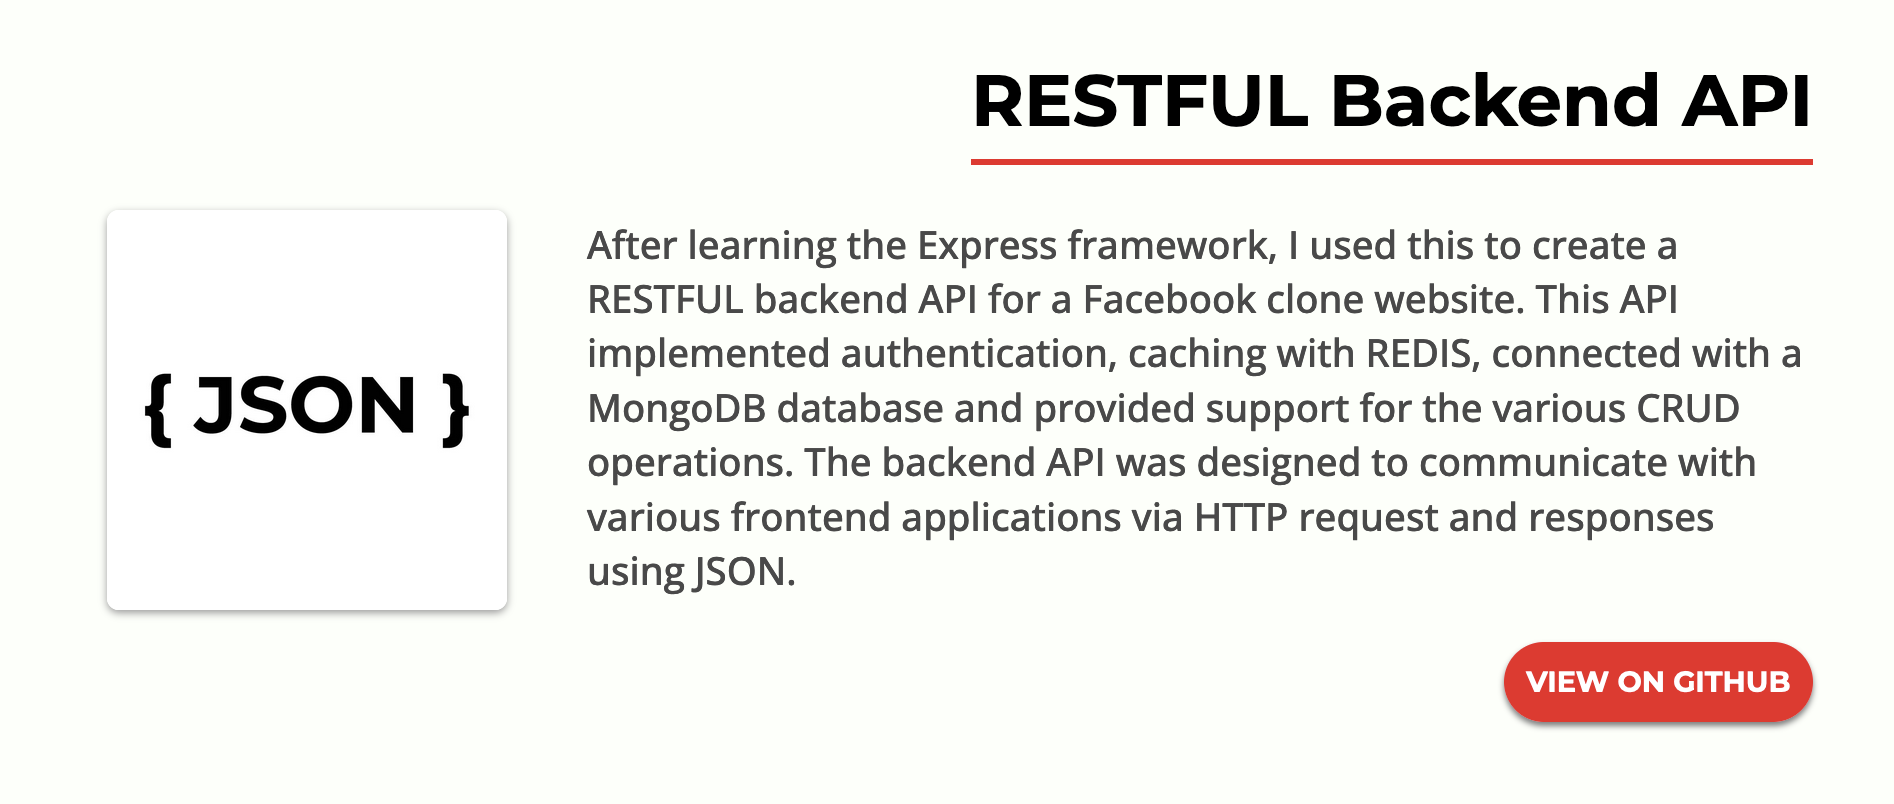 RESTFUL Backend API
{ JSON }
After learning the Express framework, I used this to create a
RESTFUL backend API for a Facebook clone website. This API
implemented authentication, caching with REDIS, connected with a
MongoDB database and provided support for the various CRUD
operations. The backend API was designed to communicate with
various frontend applications via HTTP request and responses
using JSON.
VIEW ON GITHUB